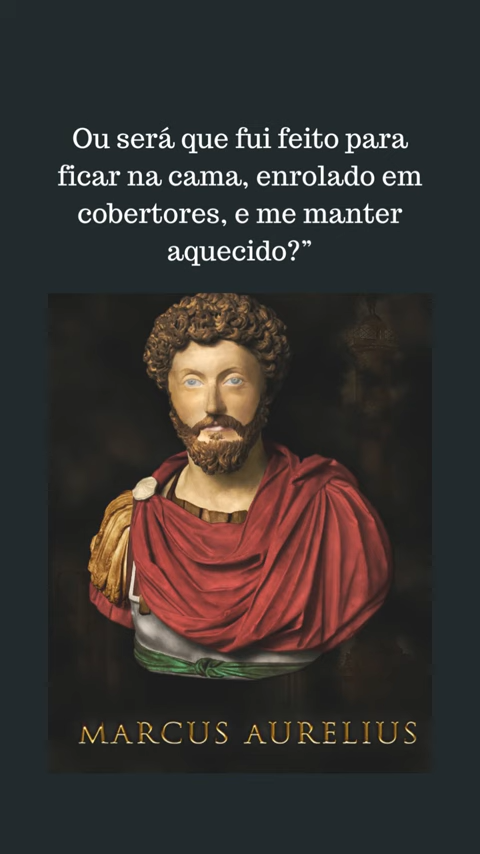 Ou será que fui feito para
ficar na cama, enrolado em
cobertores, e me manter
aquecido?”
MARCUS AURELIUS